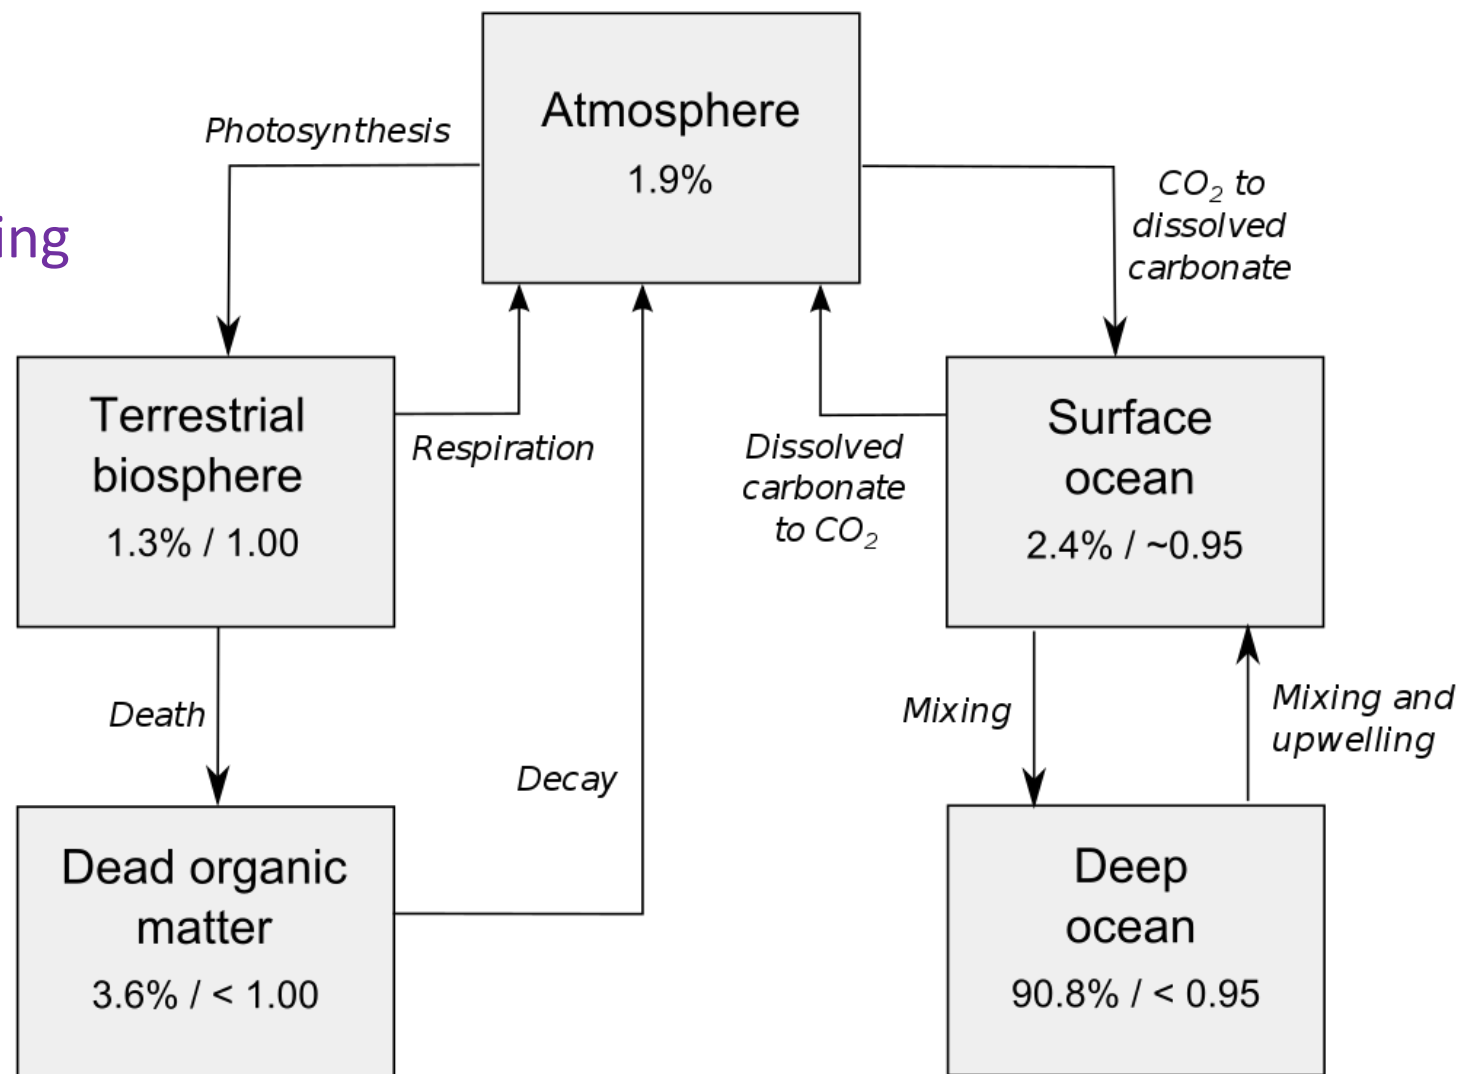 Atmosphere
1.9%
Photosynthesis
CO₂ to
dissolved
carbonate
ing
Terrestrial
biosphere
1.3% / 1.00
Respiration
Dissolved
carbonate
to CO₂
Surface
ocean
2.4% / ~0.95
Death
Decay
Mixing
Mixing and
upwelling
Dead organic
matter
3.6% / < 1.00
Deep
ocean
90.8% / < 0.95